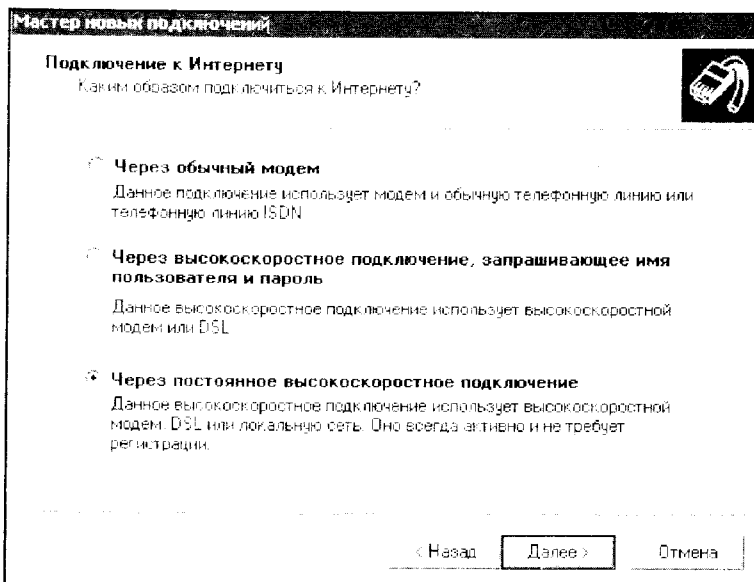 Мастер новых подключений
Подключение к Интернету
Каким образом подключиться к Интернету?
Через обычный модем
Данное подключение использует модем и обычную телефонную линию или
телефонную линию ISDN.
Через высокоскоростное подключение, запрашивающее имя
пользователя и пароль
Данное высокоскоростное подключение использует высокоскоростной
модем или DSL
Через постоянное высокоскоростное подключение
Данное высокоскоростное подключение использует высокоскоростной
модем, DSL или локальную сеть. Оно всегда активно и не требует
регистрации.
< Назад
Далее >
Отмена